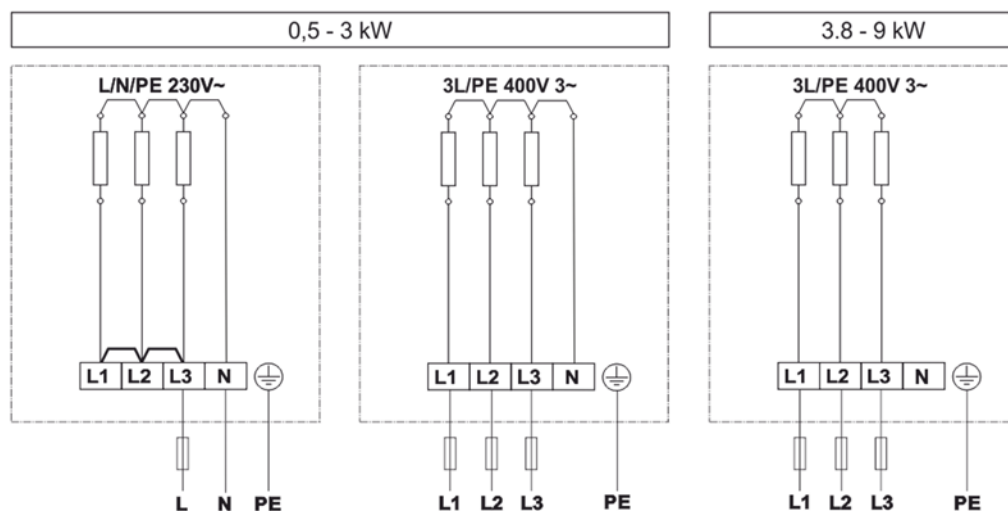 0,5 - 3 kW
3.8 - 9 kW
L/N/PE 230V~
3L/PE 400V 3~
3L/PE 400V 3~
L1 L2 L3 N
L1 L2 L3 N
L1 L2 L3 N
L N PE
L1 L2 L3 PE
L1 L2 L3 PE